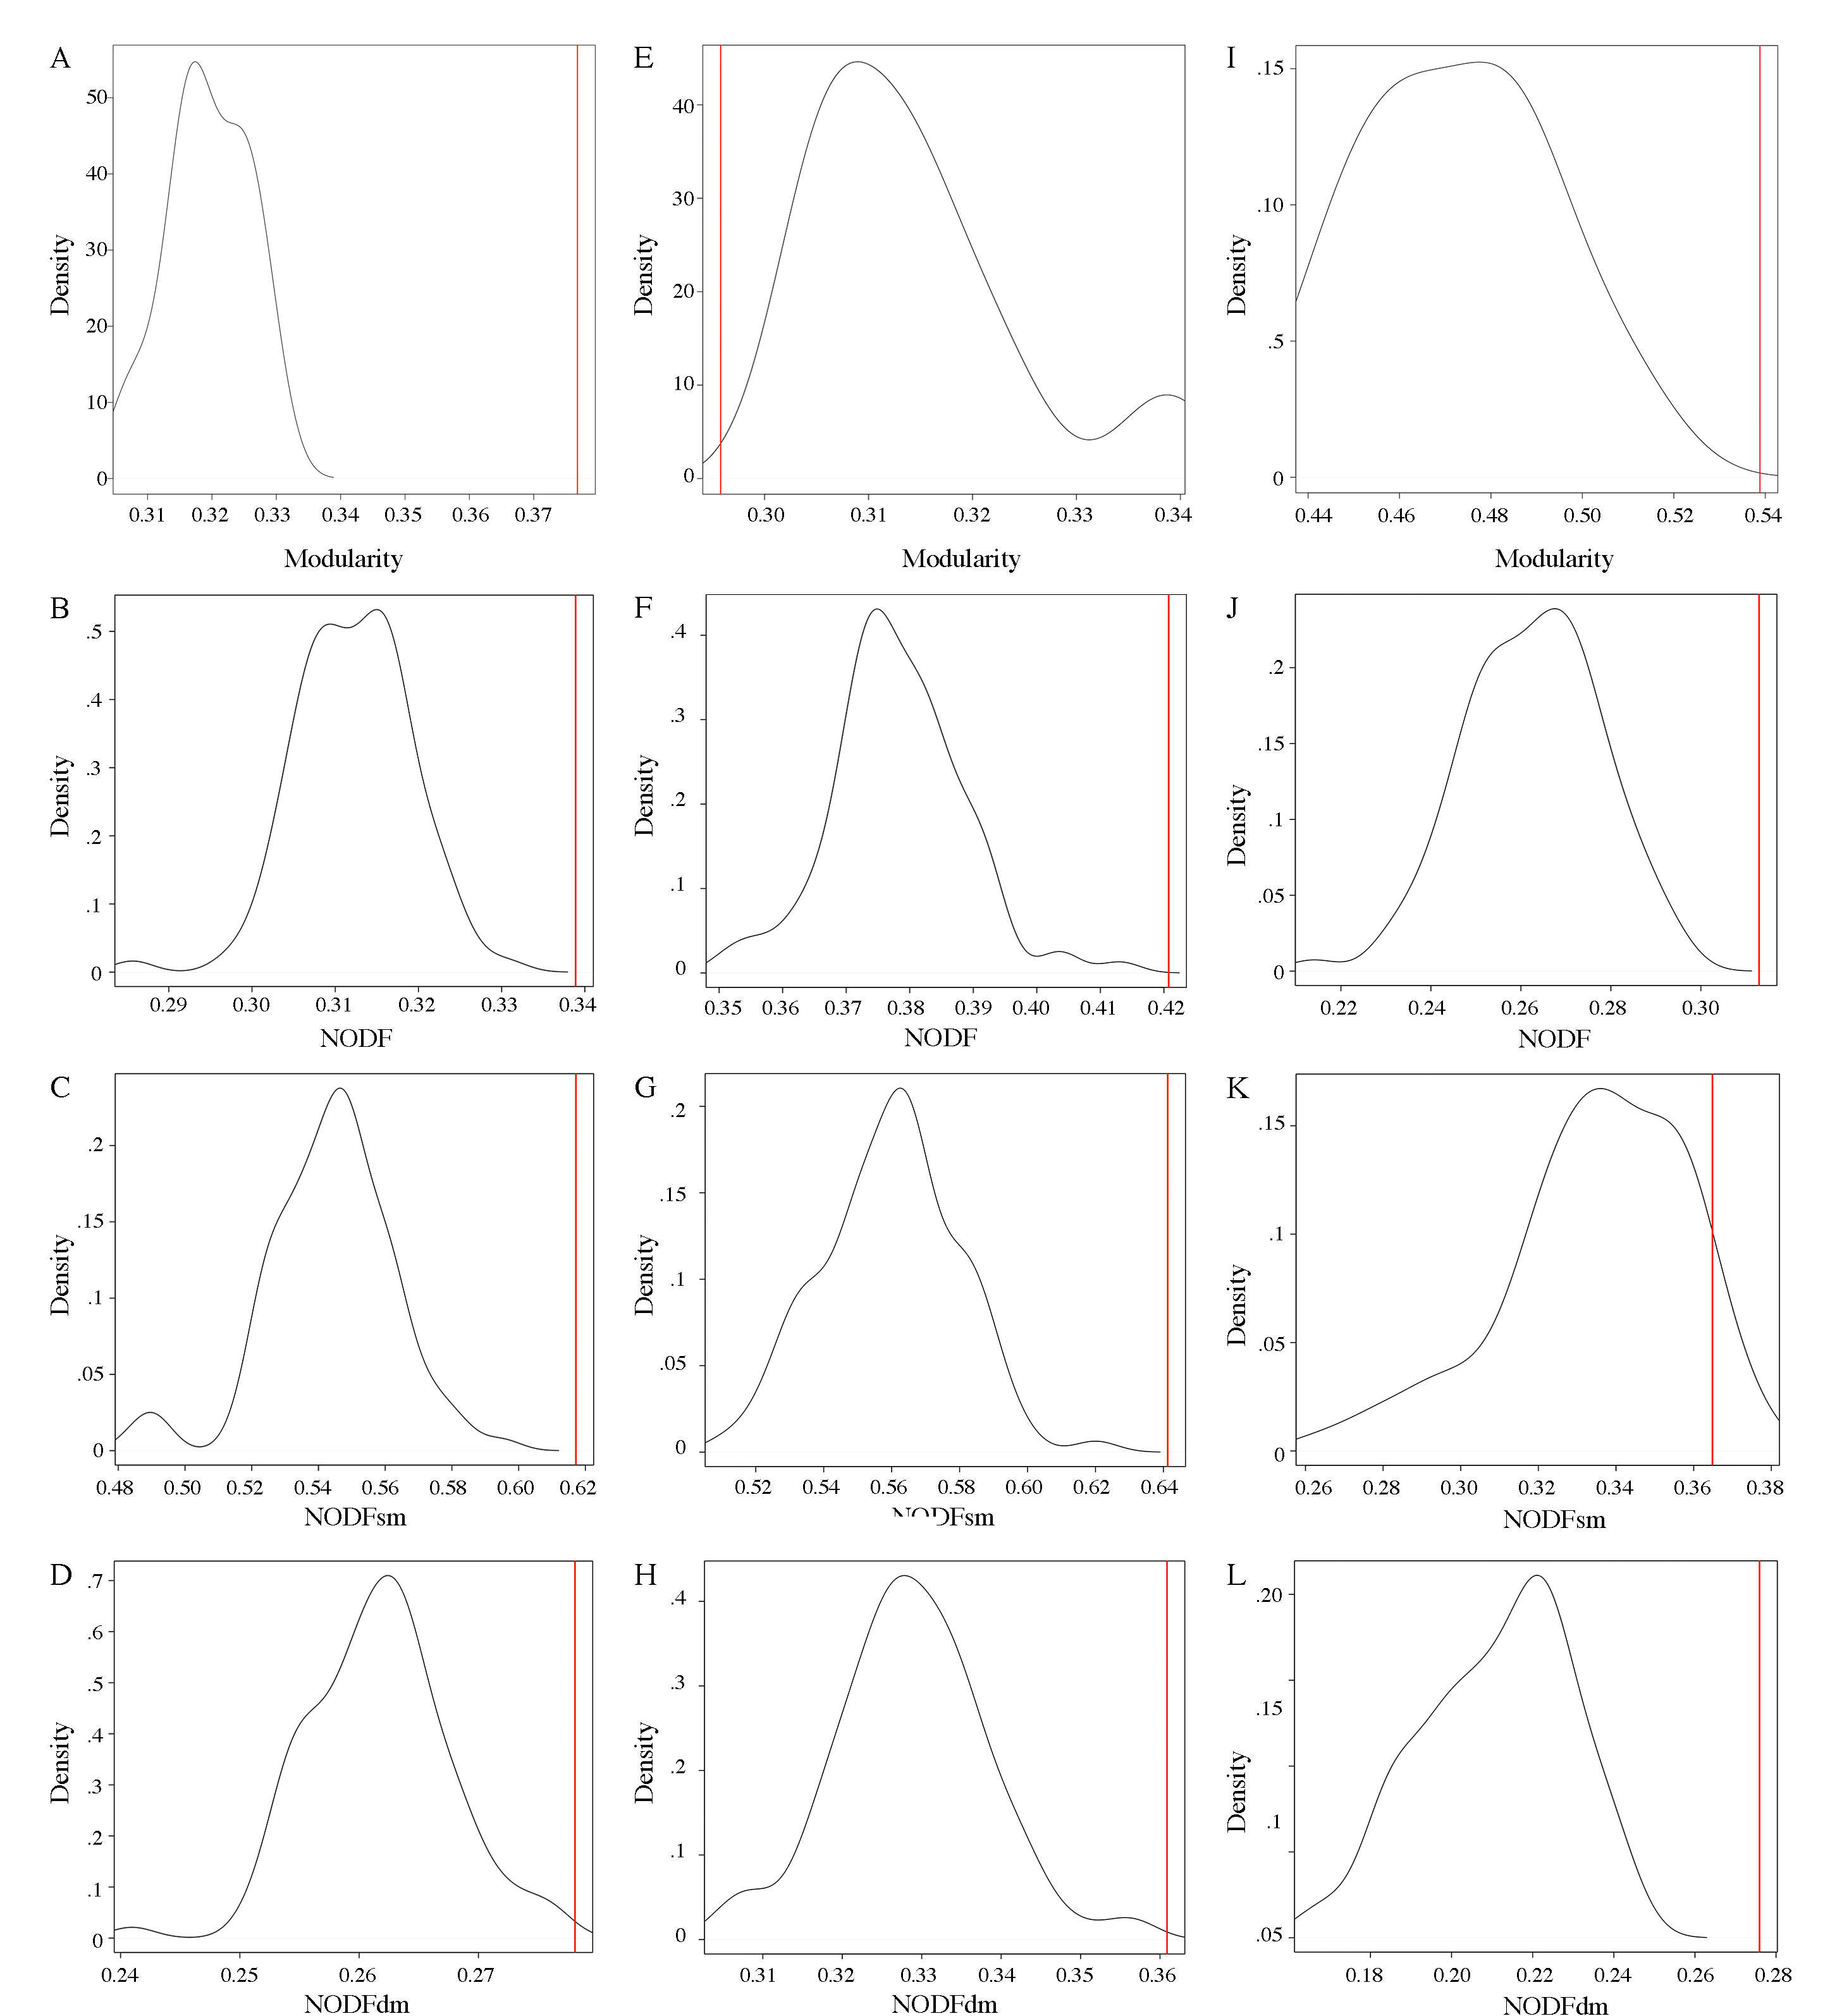 A
Density
50
40
30
20
10
0
0.31 0.32 0.33 0.34 0.35 0.36 0.37
Modularity
E
Density
40
30
20
10
0
0.30 0.31 0.32 0.33 0.34
Modularity
I
Density
.15
.10
.5
0
0.44 0.46 0.48 0.50 0.52 0.54
Modularity
B
Density
.5
.4
.3
.2
.1
0
0.29 0.30 0.31 0.32 0.33 0.34
NODF
F
Density
.4
.3
.2
.1
0
0.35 0.36 0.37 0.38 0.39 0.40 0.41 0.42
NODF
J
Density
.2
.15
.1
.05
0
0.22 0.24 0.26 0.28 0.30
NODF
C
Density
.2
.15
.1
.05
0
0.48 0.50 0.52 0.54 0.56 0.58 0.60 0.62
NODFsm
G
Density
.2
.15
.1
.05
0
0.52 0.54 0.56 0.58 0.60 0.62 0.64
NODFsm
K
Density
.15
.1
.05
0
0.26 0.28 0.30 0.32 0.34 0.36 0.38
NODFsm
D
Density
.7
.6
.5
.4
.3
.2
.1
0
0.24 0.25 0.26 0.27
NODFdm
H
Density
.4
.3
.2
.1
0
0.31 0.32 0.33 0.34 0.35 0.36
NODFdm
L
Density
.20
.15
.1
.05
0.18 0.20 0.22 0.24 0.26 0.28
NODFdm